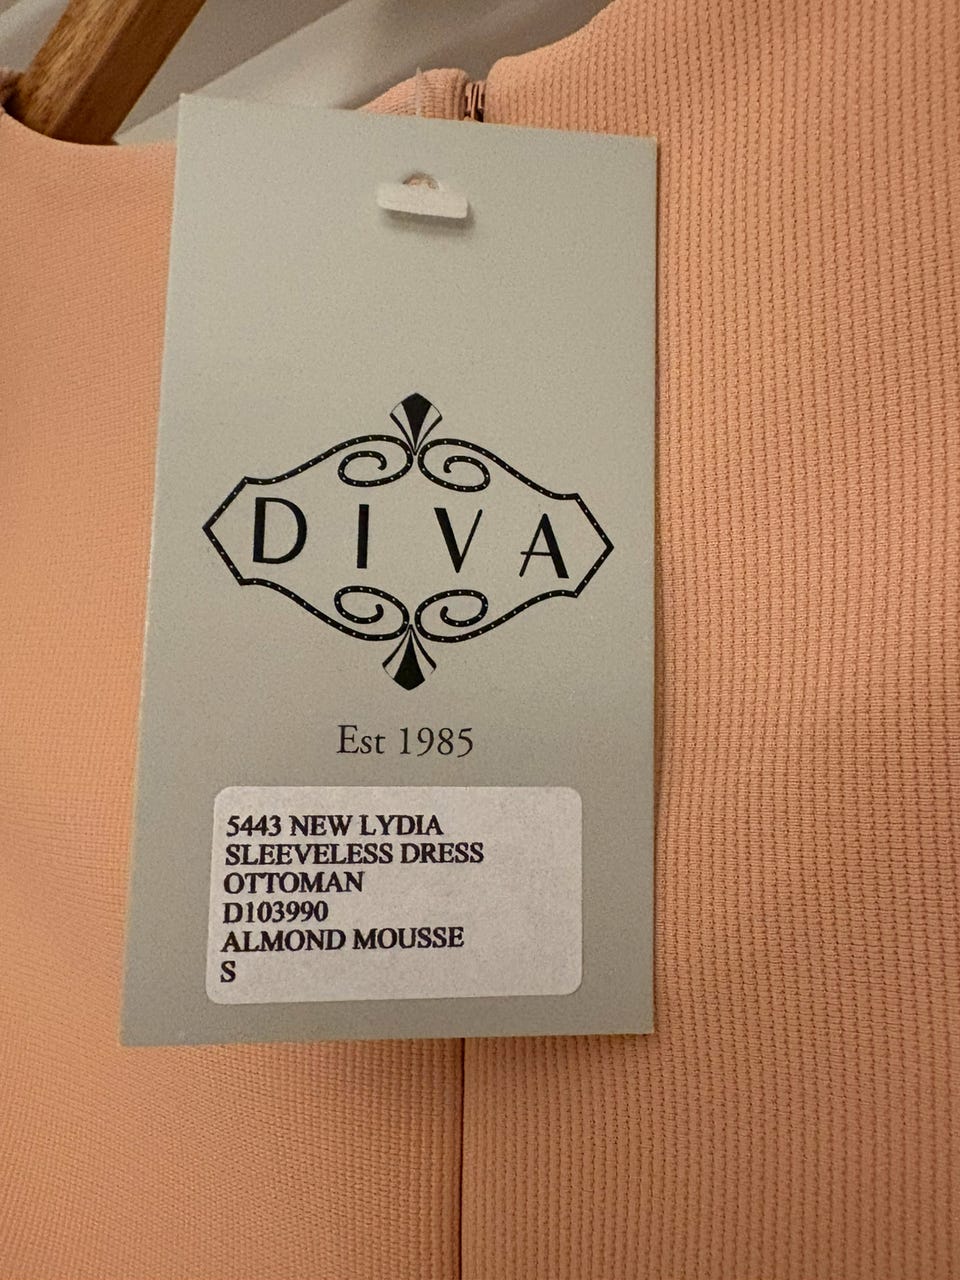 DIVA
Est 1985
5443 NEW LYDIA
SLEEVELESS DRESS
OTTOMAN
D103990
ALMOND MOUSSE
S